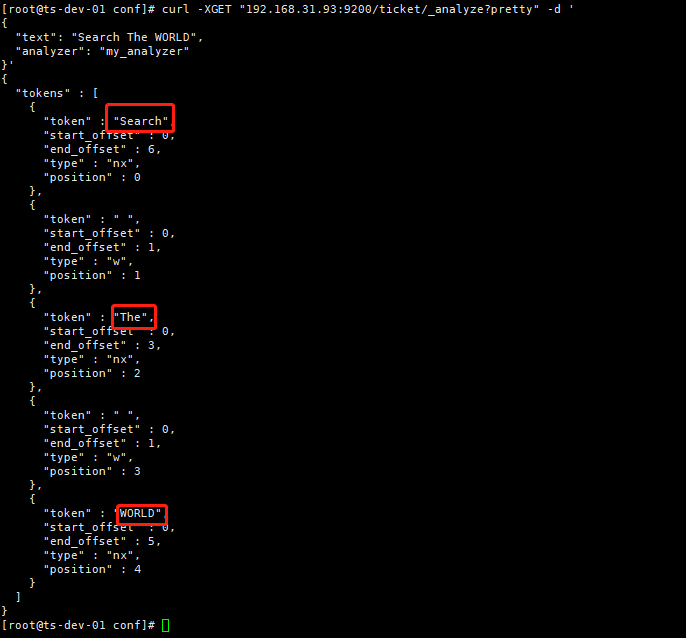 [root@ts-dev-01 conf]# curl -XGET "192.168.31.93:9200/ticket/_analyze?pretty" -d '
{
  "text": "Search The WORLD",
  "analyzer": "my_analyzer"
}'
{
  "tokens" : [
    {
      "token" : "Search",
      "start_offset" : 0,
      "end_offset" : 6,
      "type" : "nx",
      "position" : 0
    },
    {
      "token" : " ",
      "start_offset" : 0,
      "end_offset" : 1,
      "type" : "w",
      "position" : 1
    },
    {
      "token" : "The",
      "start_offset" : 0,
      "end_offset" : 3,
      "type" : "nx",
      "position" : 2
    },
    {
      "token" : " ",
      "start_offset" : 0,
      "end_offset" : 1,
      "type" : "w",
      "position" : 3
    },
    {
      "token" : "WORLD",
      "start_offset" : 0,
      "end_offset" : 5,
      "type" : "nx",
      "position" : 4
    }
  ]
}
[root@ts-dev-01 conf]#